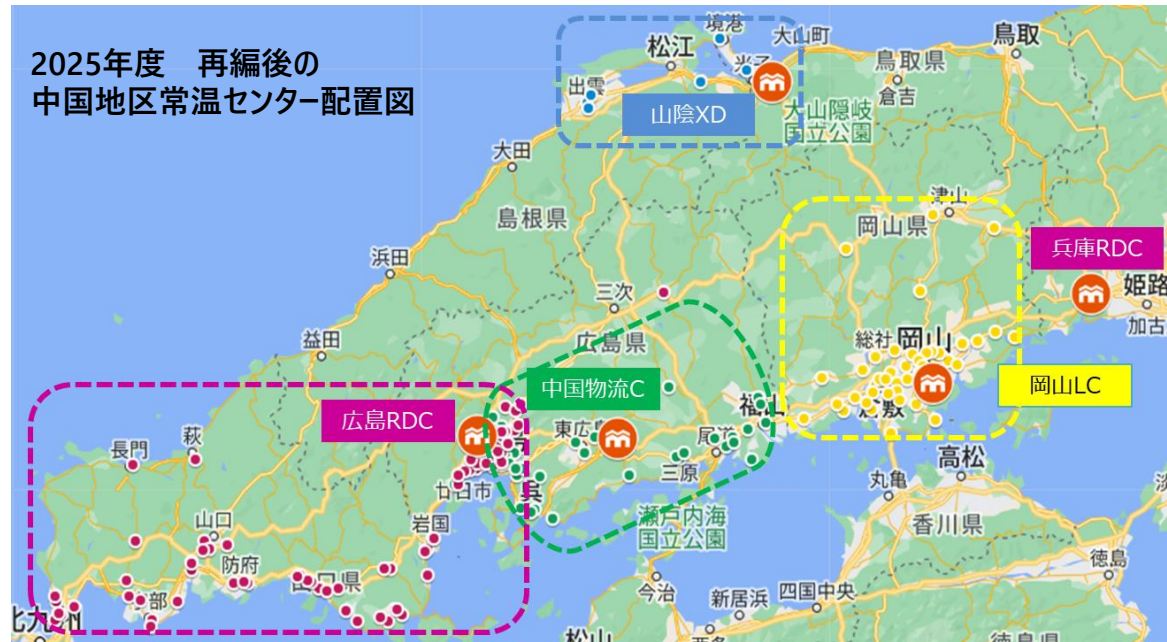 2025年度 再編後の
中国地区常温センター配置図
境港
大山町
松江
鳥取
米子
鳥取県
出雲
倉吉
山陰XD
大山隠岐
国立公園
大田
津山
島根県
岡山県
兵庫RDC
浜田
姫路
三次
加古
益田
広島県
総社
岡山
中国物流C
岡山LC
福山
倉敷
広島RDC
萩
長門
東広島
尾道
高松
廿日市
三原
丸亀
呉
瀬戸内海
国立公園
香川県
山口
岩国
防府
山口県
徳島
今治
四国中央
新居浜
北九州
松山
徳島県